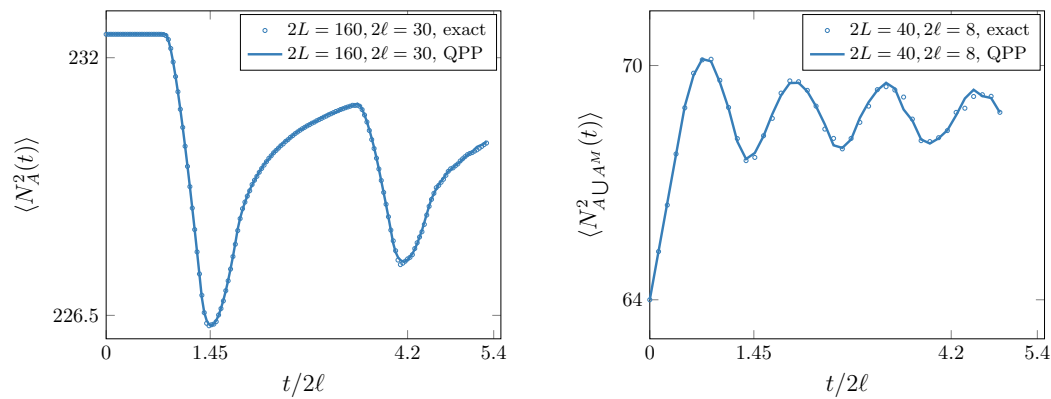 2L = 160, 2ℓ = 30, exact
2L = 160, 2ℓ = 30, QPP
232
226.5
⟨N_A^2(t)⟩
0
1.45
4.2
5.4
t/2ℓ
2L = 40, 2ℓ = 8, exact
2L = 40, 2ℓ = 8, QPP
70
64
⟨N^2_{A⋃A^M}(t)⟩
0
1.45
4.2
5.4
t/2ℓ